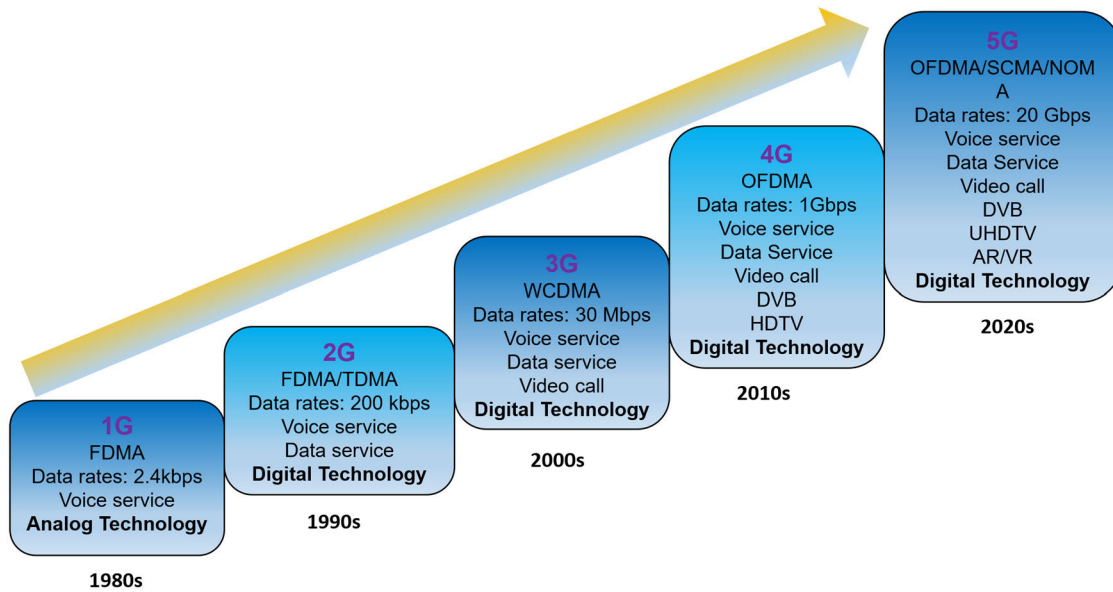 1G
FDMA
Data rates: 2.4kbps
Voice service
Analog Technology
1980s
2G
FDMA/TDMA
Data rates: 200 kbps
Voice service
Data service
Digital Technology
1990s
3G
WCDMA
Data rates: 30 Mbps
Voice service
Data service
Video call
Digital Technology
2000s
4G
OFDMA
Data rates: 1Gbps
Voice service
Data Service
Video call
DVB
HDTV
Digital Technology
2010s
5G
OFDMA/SCMA/NOM
A
Data rates: 20 Gbps
Voice service
Data Service
Video call
DVB
UHDTV
AR/VR
Digital Technology
2020s